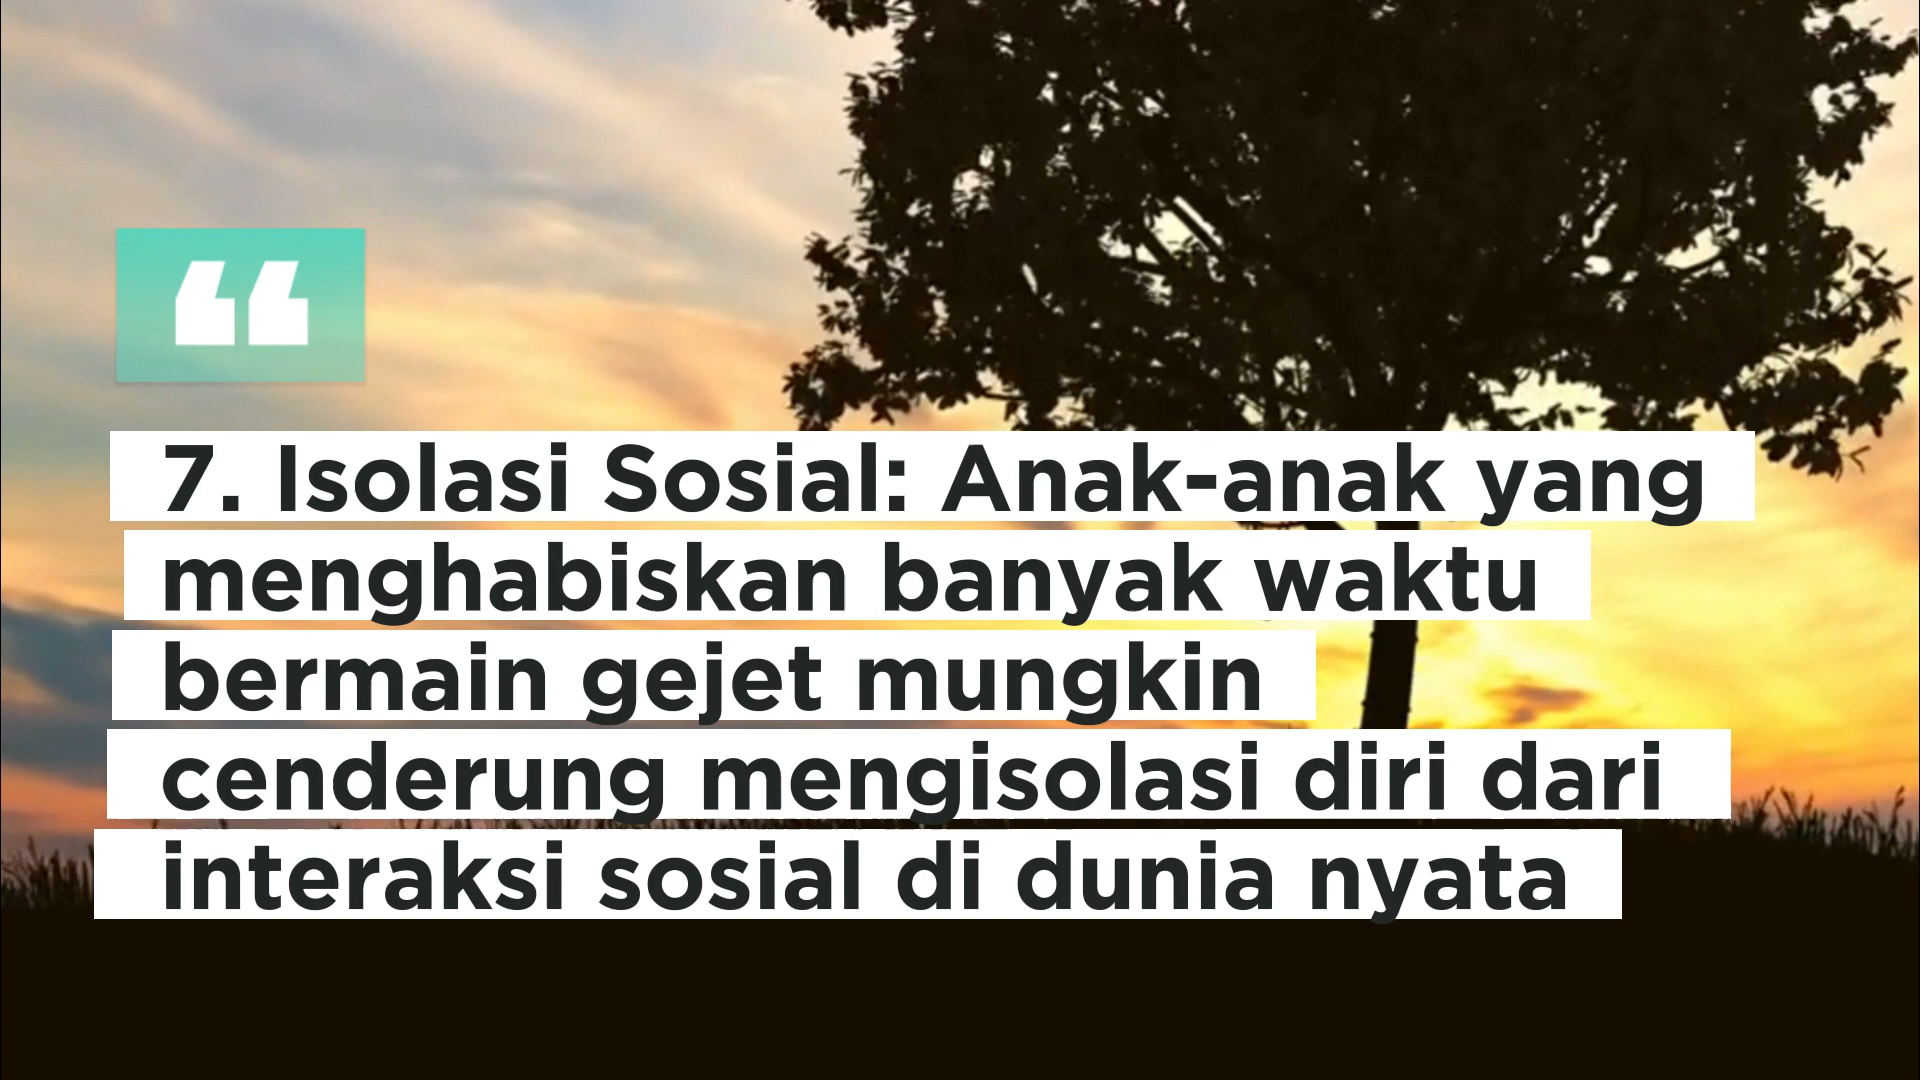 “
7. Isolasi Sosial: Anak-anak yang
menghabiskan banyak waktu
bermain gejet mungkin
cenderung mengisolasi diri dari
interaksi sosial di dunia nyata